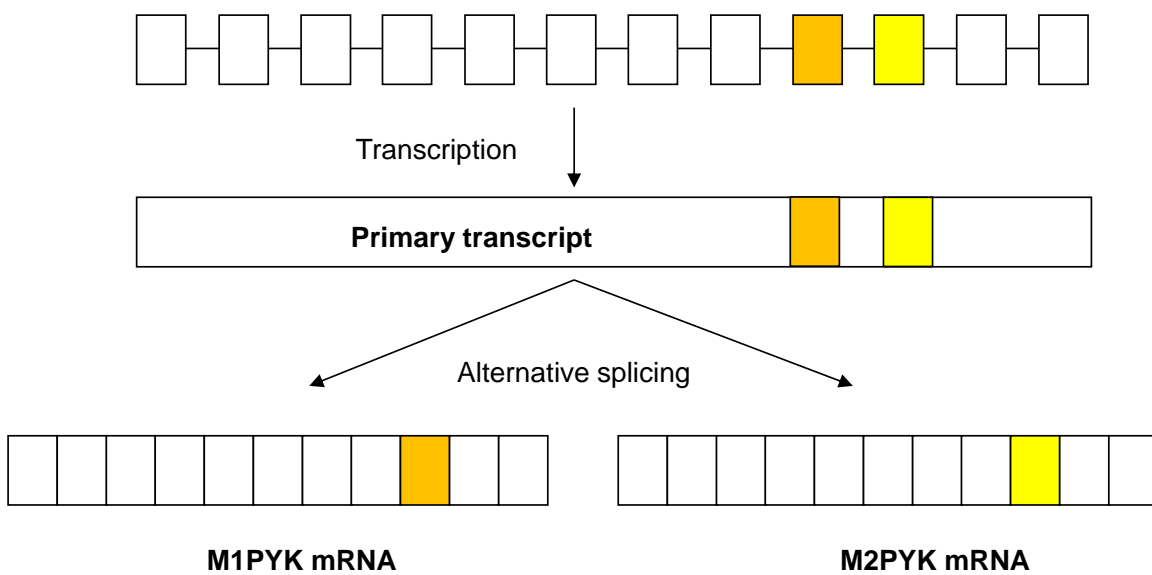 Transcription
Primary transcript
Alternative splicing
M1PYK mRNA
M2PYK mRNA